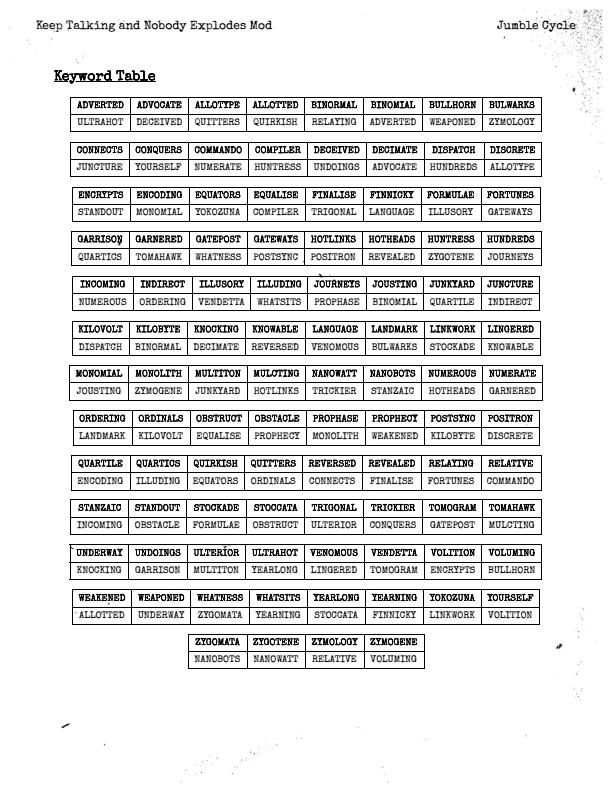 Keep Talking and Nobody Explodes Mod Jumble Cycle
Keyword Table
ADVERTED ADVOCATE ALLOTYPE ALLOTTED BINORMAL BINOMIAL BULLHORN BULWARKS
ULTRAHOT DECEIVED QUITTERS QUIRKISH RELAYING ADVERTED WEAPONED ZYMOLOGY
CONNECTS CONQUERS COMMANDO COMPILER DECEIVED DECIMATE DISPATCH DISCRETE
JUNCTURE YOURSELF NUMERATE HUNTRESS UNDOINGS ADVOCATE HUNDREDS ALLOTYPE
ENCRYPTS ENCODING EQUATORS EQUALISE FINALISE FINNICKY FORMULAE FORTUNES
STANDOUT MONOMIAL YOKOZUNA COMPILER TRIGONAL LANGUAGE ILLUSORY GATEWAYS
GARRISON GARNERED GATEPOST GATEWAYS HOTLINKS HOTHEADS HUNTRESS HUNDREDS
QUARTICS TOMAHAWK WHATNESS POSTSYNC POSITRON REVEALED ZYGOTENE JOURNEYS
INCOMING INDIRECT ILLUSORY ILLUDING JOURNEYS JOUSTING JUNKYARD JUNCTURE
NUMEROUS ORDERING VENDETTA WHATSITS PROPHASE BINOMIAL QUARTILE INDIRECT
KILOVOLT KILOBYTE KNOCKING KNOWABLE LANGUAGE LANDMARK LINKWORK LINGERED
DISPATCH BINORMAL DECIMATE REVERSED VENOMOUS BULWARKS STOCKADE KNOWABLE
MONOMIAL MONOLITH MULTITON MULCTING NANOWATT NANOBOTS NUMEROUS NUMERATE
JOUSTING ZYMOGENE JUNKYARD HOTLINKS TRICKIER STANZAIC HOTHEADS GARNERED
ORDERING ORDINALS OBSTRUCT OBSTACLE PROPHASE PROPHECY POSTSYNC POSITRON
LANDMARK KILOVOLT EQUALISE PROPHECY MONOLITH WEAKENED KILOBYTE DISCRETE
QUARTILE QUARTICS QUIRKISH QUITTERS REVERSED REVEALED RELAYING RELATIVE
ENCODING ILLUDING EQUATORS ORDINALS CONNECTS FINALISE FORTUNES COMMANDO
STANZAIC STANDOUT STOCKADE STOCCATA TRIGONAL TRICKIER TOMOGRAM TOMAHAWK
INCOMING OBSTACLE FORMULAE OBSTRUCT ULTERIOR CONQUERS GATEPOST MULCTING
UNDERWAY UNDOINGS ULTERIOR ULTRAHOT VENOMOUS VENDETTA VOLITION VOLUMING
KNOCKING GARRISON MULTITON YEARLONG LINGERED TOMOGRAM ENCRYPTS BULLHORN
WEAKENED WEAPONED WHATNESS WHATSITS YEARLONG YEARNING YOKOZUNA YOURSELF
ALLOTTED UNDERWAY ZYGOMATA YEARNING STOCCATA FINNICKY LINKWORK VOLITION
ZYGOMATA ZYGOTENE ZYMOLOGY ZYMOGENE
NANOBOTS NANOWATT RELATIVE VOLUMING